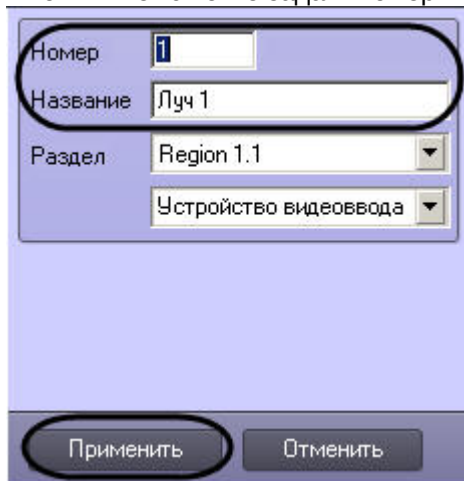 Номер 1
Название Луч 1
Раздел Region 1.1
Устройство видеоввода
Применить Отменить